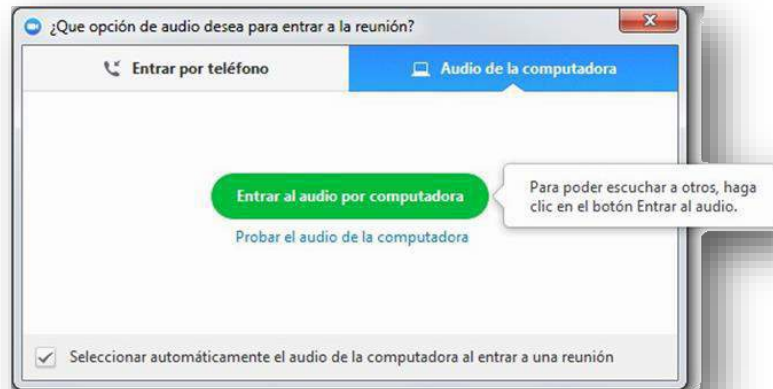 ¿Que opción de audio desea para entrar a la reunión?
Entrar por teléfono
Audio de la computadora
Entrar al audio por computadora
Para poder escuchar a otros, haga
clic en el botón Entrar al audio.
Probar el audio de la computadora
Seleccionar automáticamente el audio de la computadora al entrar a una reunión